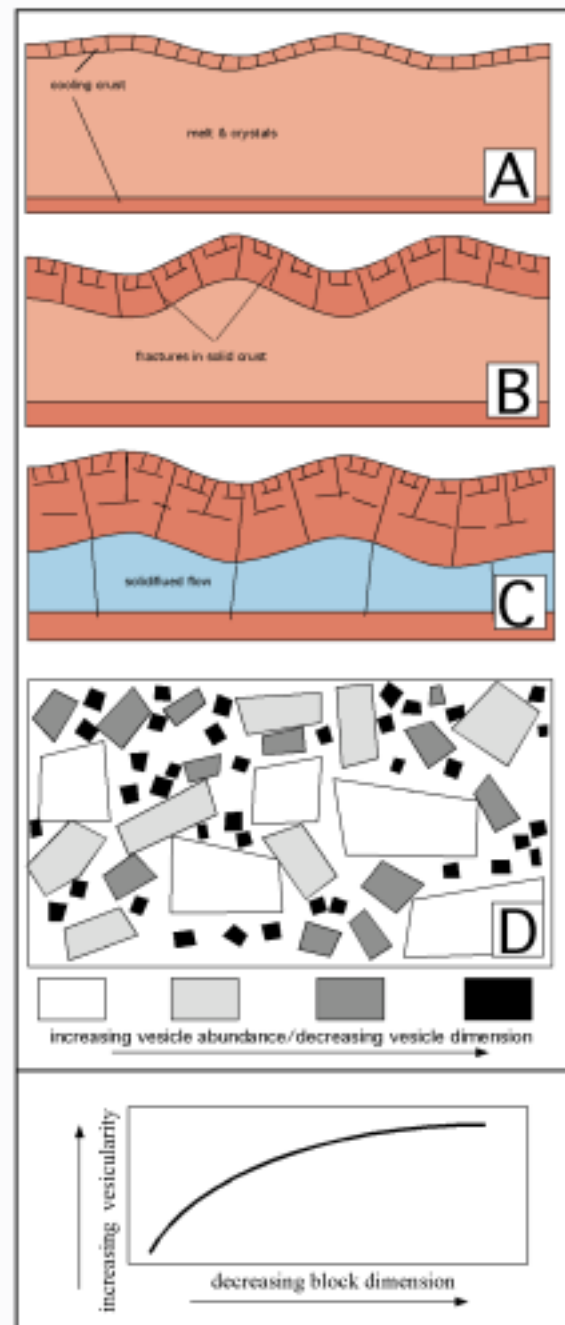 cooling crust
melt & crystals
A
fractures in solid crust
B
solidifiued flow
C
D
increasing vesicle abundance/decreasing vesicle dimension
increasing vesicularity
decreasing block dimension